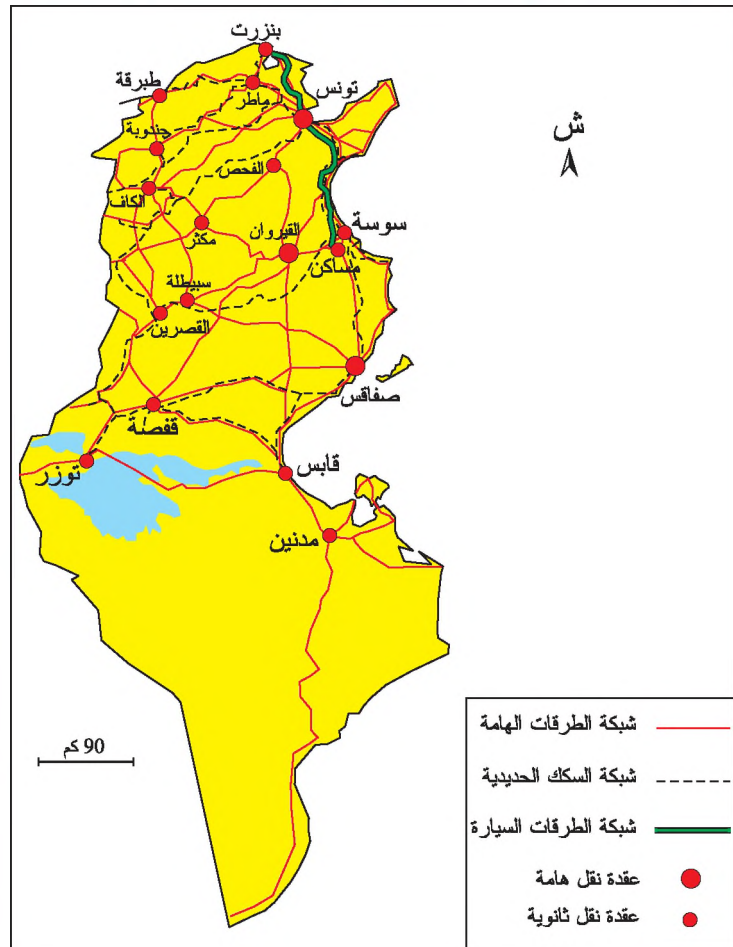 بنزرت
طبرقة
ماطر
تونس
جندوبة
الفحص
ش
الكاف
مكثر
القيروان
سوسة
مساكن
سبيطلة
القصرين
صفاقس
قفصة
توزر
قابس
مدنين
90 كم
شبكة الطرقات الهامة
شبكة السكك الحديدية
شبكة الطرقات السيارة
عقدة نقل هامة
عقدة نقل ثانوية